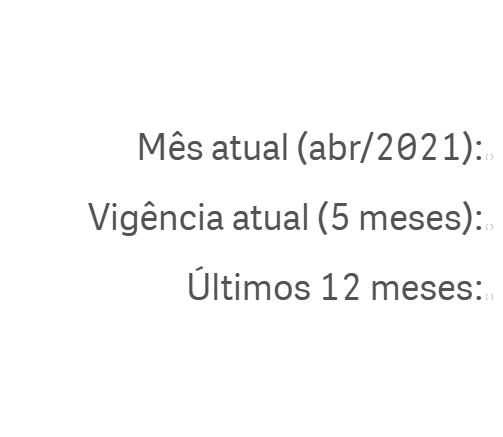 Mês atual (abr/2021):
Vigência atual (5 meses):
Últimos 12 meses: